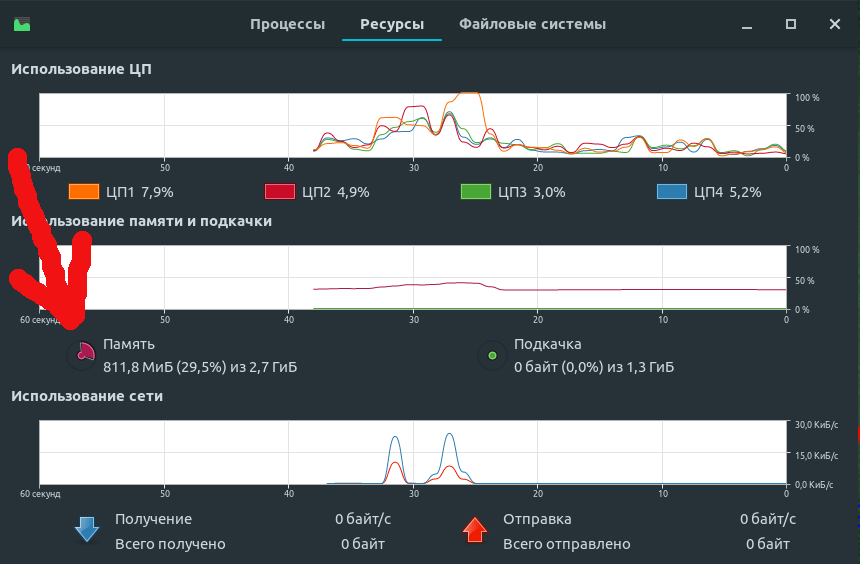 Процессы Ресурсы Файловые системы
Использование ЦП
100 %
50 %
0 %
секунд 50 40 30 20 10 0
ЦП1 7,9% ЦП2 4,9% ЦП3 3,0% ЦП4 5,2%
Использование памяти и подкачки
100 %
50 %
0 %
60 секунд 50 40 30 20 10 0
Память Подкачка
811,8 МиБ (29,5%) из 2,7 ГиБ 0 байт (0,0%) из 1,3 ГиБ
Использование сети
30,0 КиБ/с
15,0 КиБ/с
0,0 КиБ/с
60 секунд 50 40 30 20 10 0
Получение 0 байт/с Отправка 0 байт/с
Всего получено 0 байт Всего отправлено 0 байт